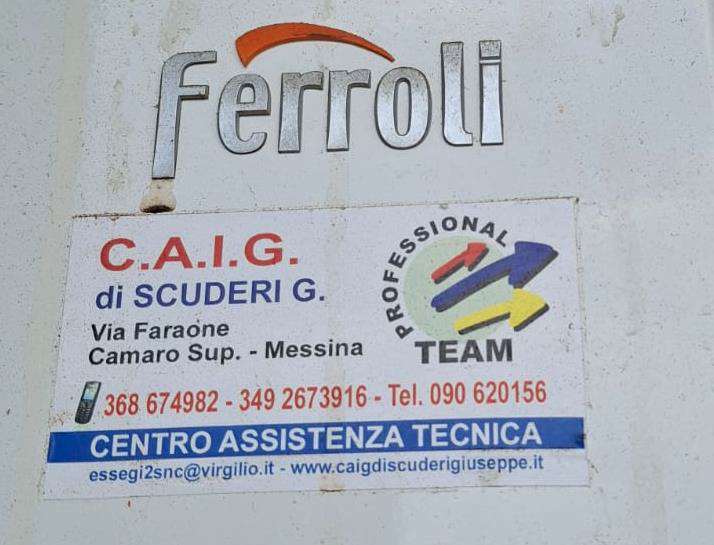 Ferroli
C.A.I.G.
di SCUDERI G.
Via Faraone
Camaro Sup. - Messina
PROFESSIONAL
TEAM
368 674982 - 349 2673916 - Tel. 090 620156
CENTRO ASSISTENZA TECNICA
essegi2snc@virgilio.it - www.caigdiscuderigiuseppe.it